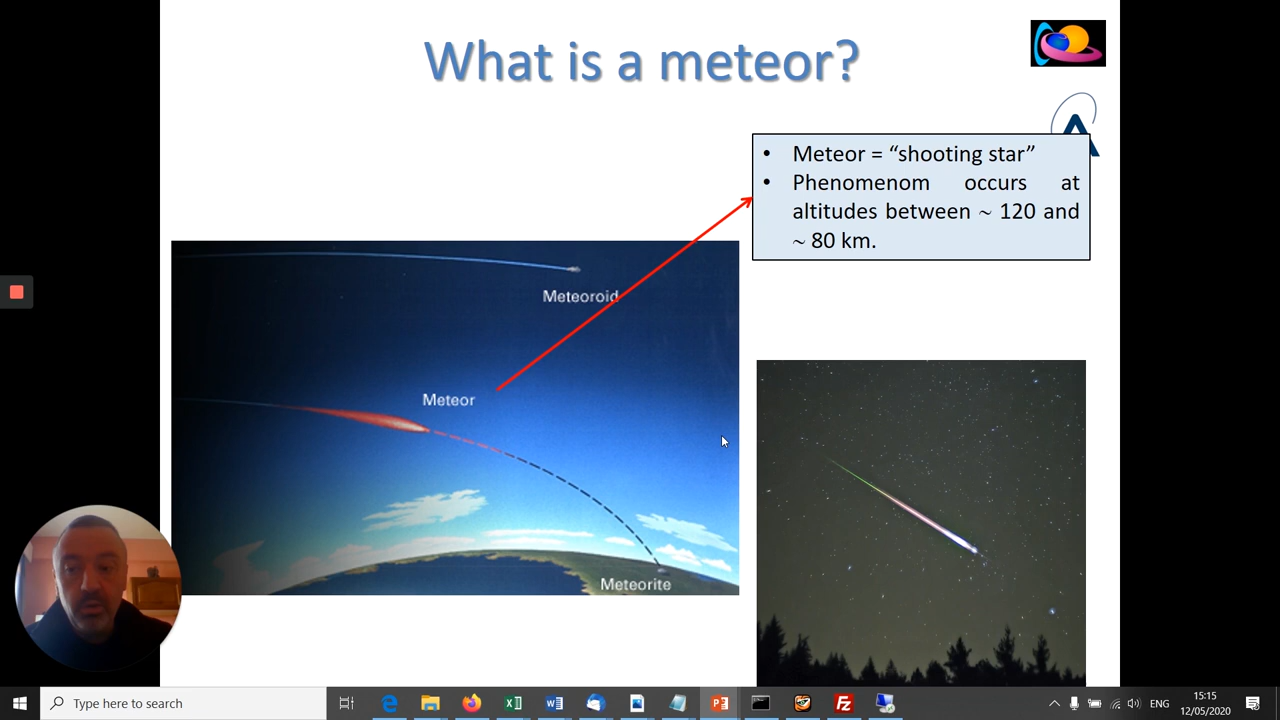 What is a meteor?
• Meteor = “shooting star”
• Phenomenom occurs at
altitudes between ~ 120 and
~ 80 km.
Meteoroid
Meteor
Meteorite
Type here to search
ENG
15:15
12/05/2020